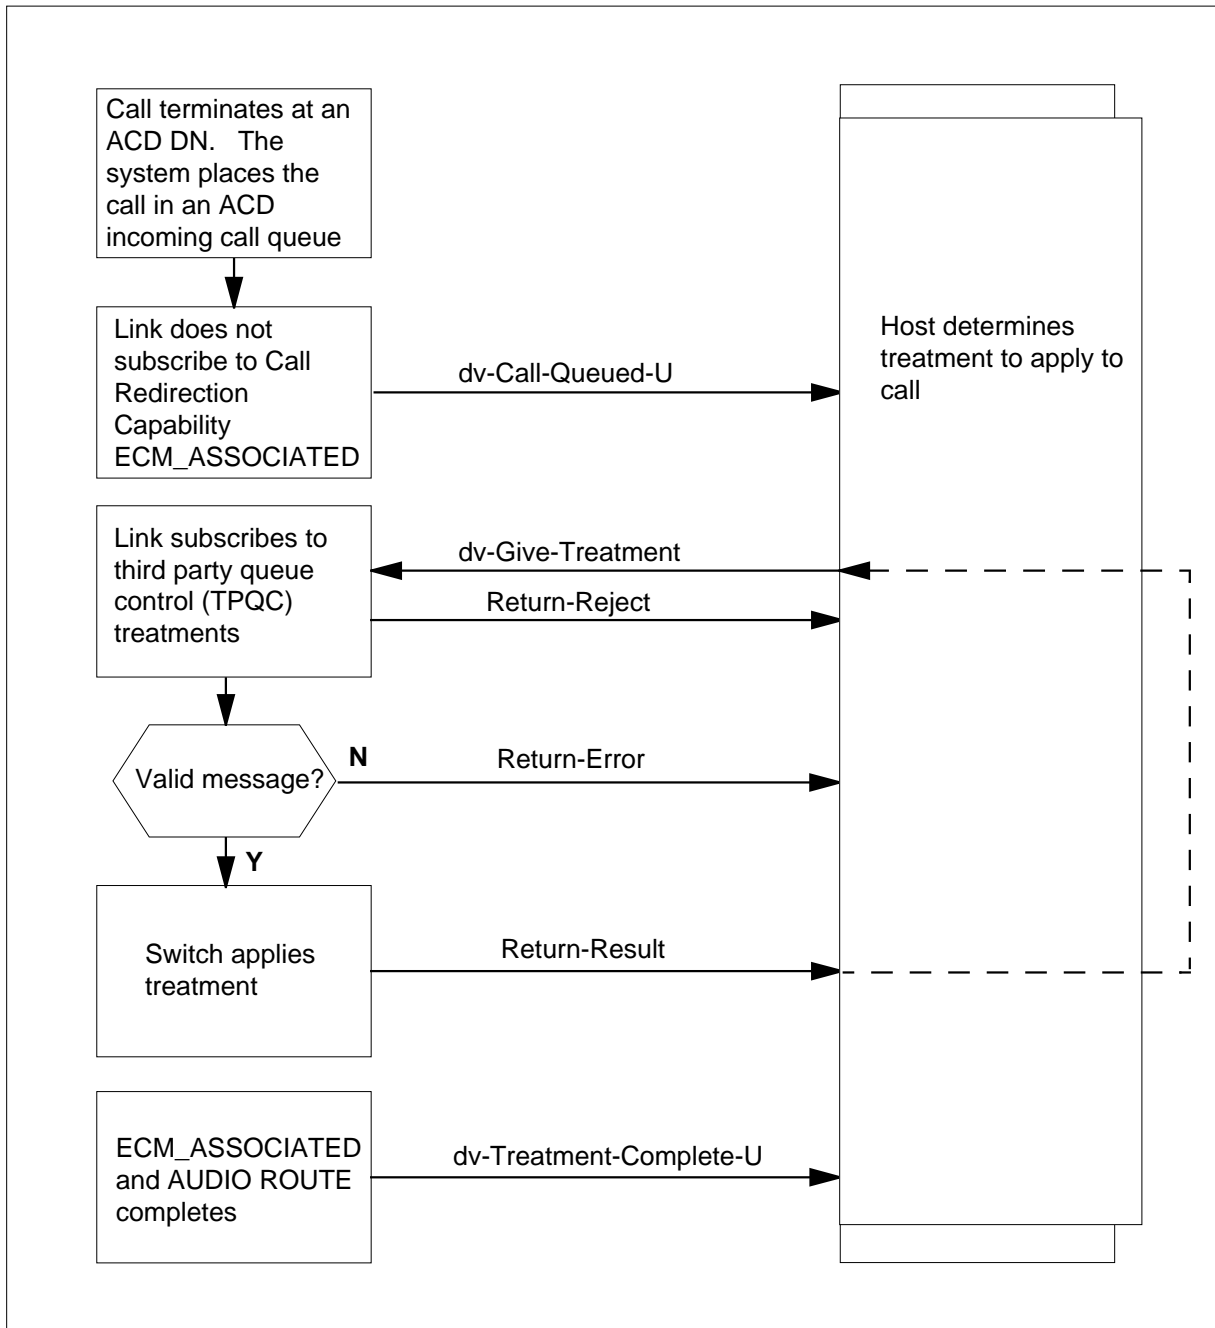 Call terminates at an
ACD DN.   The
system places the
call in an ACD
incoming call queue
Link does not
subscribe to Call
Redirection
Capability
ECM_ASSOCIATED
dv-Call-Queued-U
Host determines
treatment to apply to
call
Link subscribes to
third party queue
control (TPQC)
treatments
dv-Give-Treatment
Return-Reject
Valid message?
N
Return-Error
Y
Switch applies
treatment
Return-Result
ECM_ASSOCIATED
and AUDIO ROUTE
completes
dv-Treatment-Complete-U